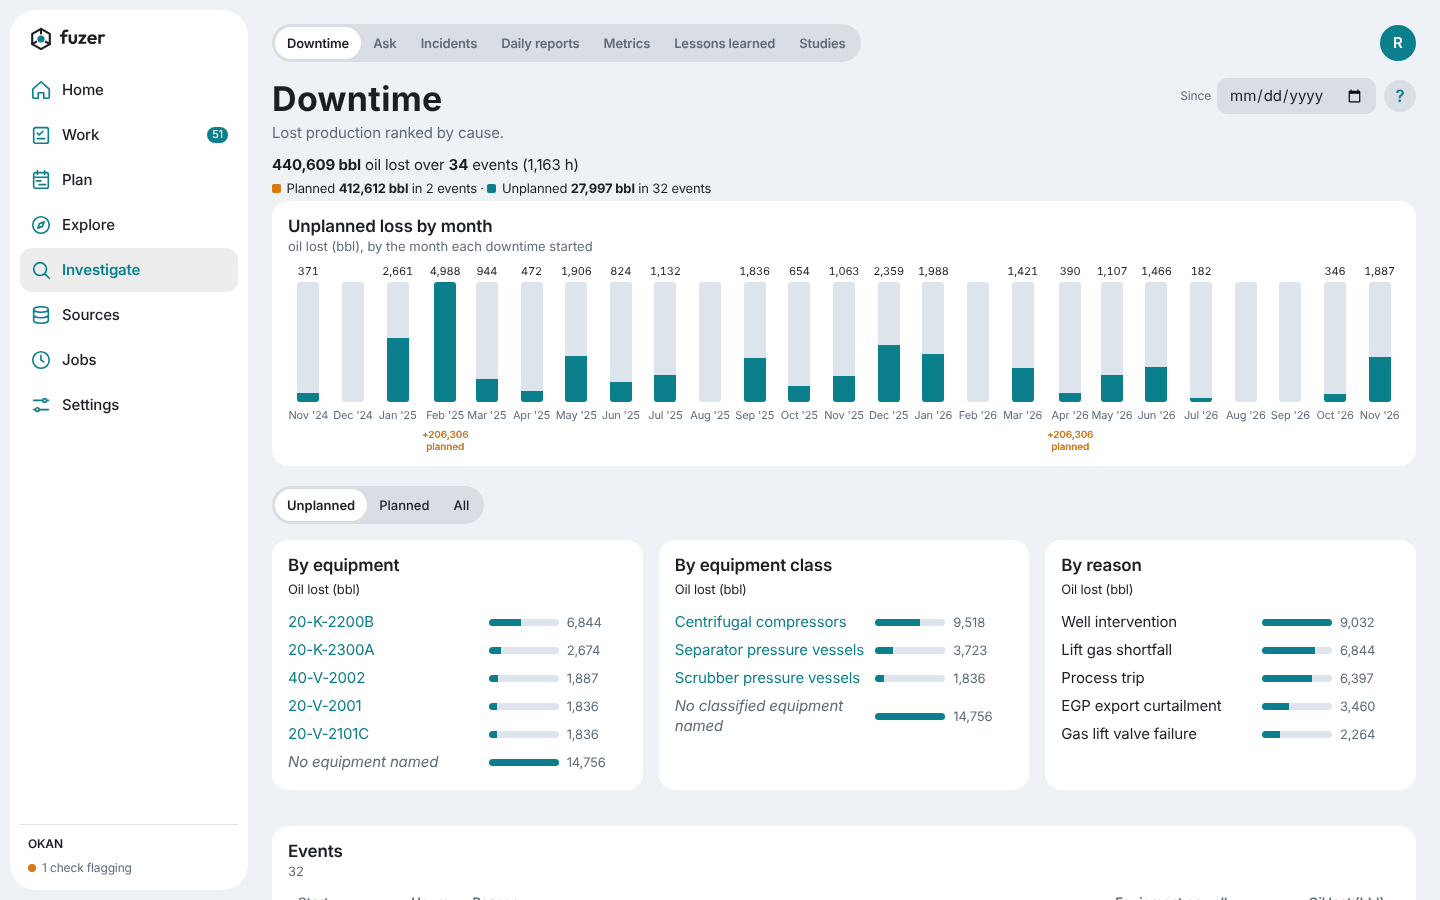 fuzer
Home
Work 51
Plan
Explore
Investigate
Sources
Jobs
Settings
OKAN
1 check flagging
Downtime Ask Incidents Daily reports Metrics Lessons learned Studies
R
Downtime
Since mm/dd/yyyy ?
Lost production ranked by cause.
440,609 bbl oil lost over 34 events (1,163 h)
Planned 412,612 bbl in 2 events · Unplanned 27,997 bbl in 32 events
Unplanned loss by month
oil lost (bbl), by the month each downtime started
371 2,661 4,988 944 472 1,906 824 1,132 1,836 654 1,063 2,359 1,988 1,421 390 1,107 1,466 182 346 1,887
Nov '24 Dec '24 Jan '25 Feb '25 Mar '25 Apr '25 May '25 Jun '25 Jul '25 Aug '25 Sep '25 Oct '25 Nov '25 Dec '25 Jan '26 Feb '26 Mar '26 Apr '26 May '26 Jun '26 Jul '26 Aug '26 Sep '26 Oct '26 Nov '26
+206,306 +206,306
planned planned
Unplanned Planned All
By equipment
Oil lost (bbl)
20-K-2200B 6,844
20-K-2300A 2,674
40-V-2002 1,887
20-V-2001 1,836
20-V-2101C 1,836
No equipment named 14,756
By equipment class
Oil lost (bbl)
Centrifugal compressors 9,518
Separator pressure vessels 3,723
Scrubber pressure vessels 1,836
No classified equipment
named 14,756
By reason
Oil lost (bbl)
Well intervention 9,032
Lift gas shortfall 6,844
Process trip 6,397
EGP export curtailment 3,460
Gas lift valve failure 2,264
Events
32